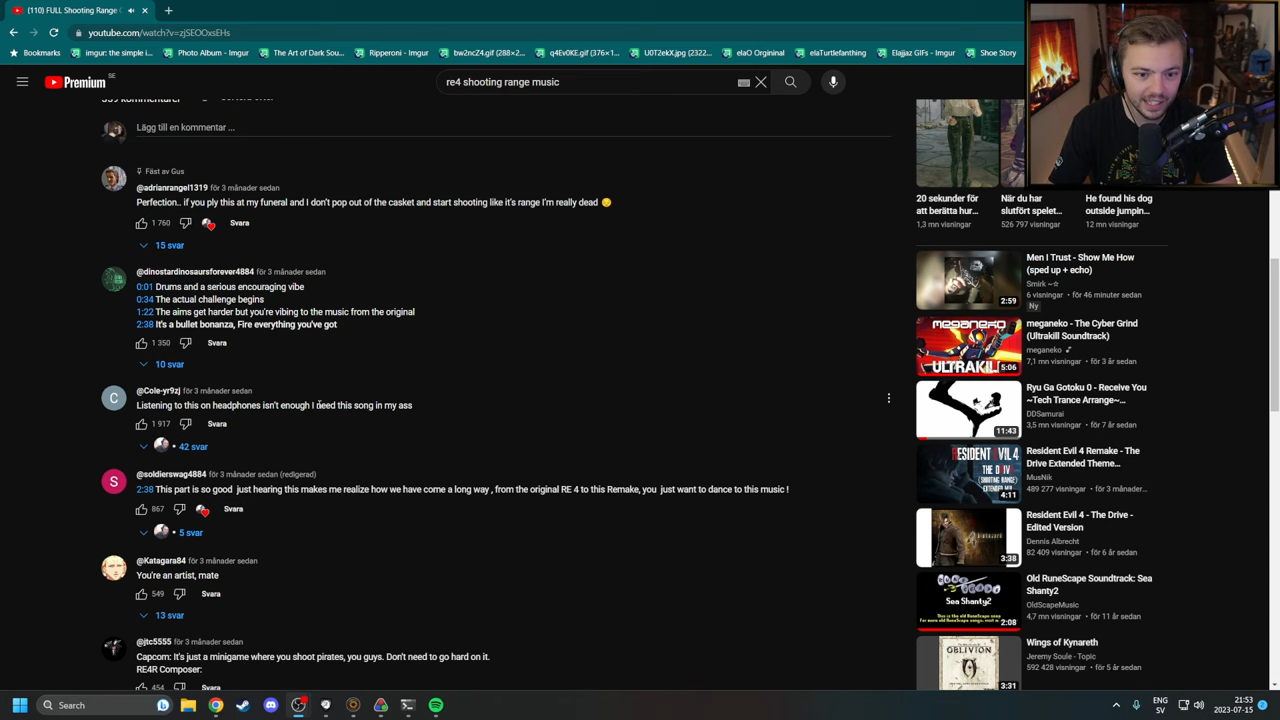 (110) FULL Shooting Range
youtube.com/watch?v=zjSEOOxsEHs
Bookmarks
imgur: the simple i...
Photo Album - Imgur
The Art of Dark Sou...
Ripperoni - Imgur
bw2ncZ4.gif (288×2...
q4Ev0KE.gif (376×1...
U0T2ekX.jpg (2322...
elaO Orgininal
elaTurtlefanthing
Elajjaz GIFs - Imgur
Shoe Story
Premium
SE
re4 shooting range music
Lägg till en kommentar ...
Fäst av Gus
@adrianrangel1319 för 3 månader sedan
Perfection.. if you ply this at my funeral and I don't pop out of the casket and start shooting like it's range I'm really dead 😔
1 760
Svara
15 svar
@dinostardinosaursforever4884 för 3 månader sedan
0:01 Drums and a serious encouraging vibe
0:34 The actual challenge begins
1:22 The aims get harder but you're vibing to the music from the original
2:38 It's a bullet bonanza, Fire everything you've got
1 350
Svara
10 svar
C
@Cole-yr9zj för 3 månader sedan
Listening to this on headphones isn't enough I need this song in my ass
1 917
Svara
• 42 svar
S
@soldierswag4884 för 3 månader sedan (redigerad)
2:38 This part is so good just hearing this makes me realize how we have come a long way , from the original RE 4 to this Remake, you just want to dance to this music !
867
Svara
• 5 svar
@Katagara84 för 3 månader sedan
You're an artist, mate
549
Svara
13 svar
@jtc5555 för 3 månader sedan
Capcom: It's just a minigame where you shoot pirate toys. Don't need to go hard on it.
RE4R Composer:
454
Svara
20 sekunder för
att berätta hur...
1,3 mn visningar
När du har
slutfört spelet...
526 797 visningar
He found his dog
outside jumpin...
12 mn visningar
Men I Trust - Show Me How
(sped up + echo)
Smirk ~☆
6 visningar • för 46 minuter sedan
Ny
2:59
meganeko - The Cyber Grind
(Ultrakill Soundtrack)
meganeko
7,1 mn visningar • för 3 år sedan
MEGANEKO
ULTRAKILL
5:06
Ryu Ga Gotoku 0 - Receive You
~Tech Trance Arrange~...
DDSamurai
3,5 mn visningar • för 7 år sedan
11:43
Resident Evil 4 Remake - The
Drive Extended Theme...
MusNik
489 277 visningar • för 3 månader...
RESIDENT EVIL 4
THE DRIVE
(SHOOTING RANGE)
EXTENDED MIX
4:11
Resident Evil 4 - The Drive -
Edited Version
Dennis Albrecht
82 409 visningar • för 6 år sedan
3:38
Old RuneScape Soundtrack: Sea
Shanty2
OldScapeMusic
4,7 mn visningar • för 11 år sedan
Sea Shanty2
2:08
Wings of Kynareth
Jeremy Soule - Topic
592 428 visningar • för 5 år sedan
OBLIVION
3:31
Search
ENG
SV
21:53
2023-07-15
2